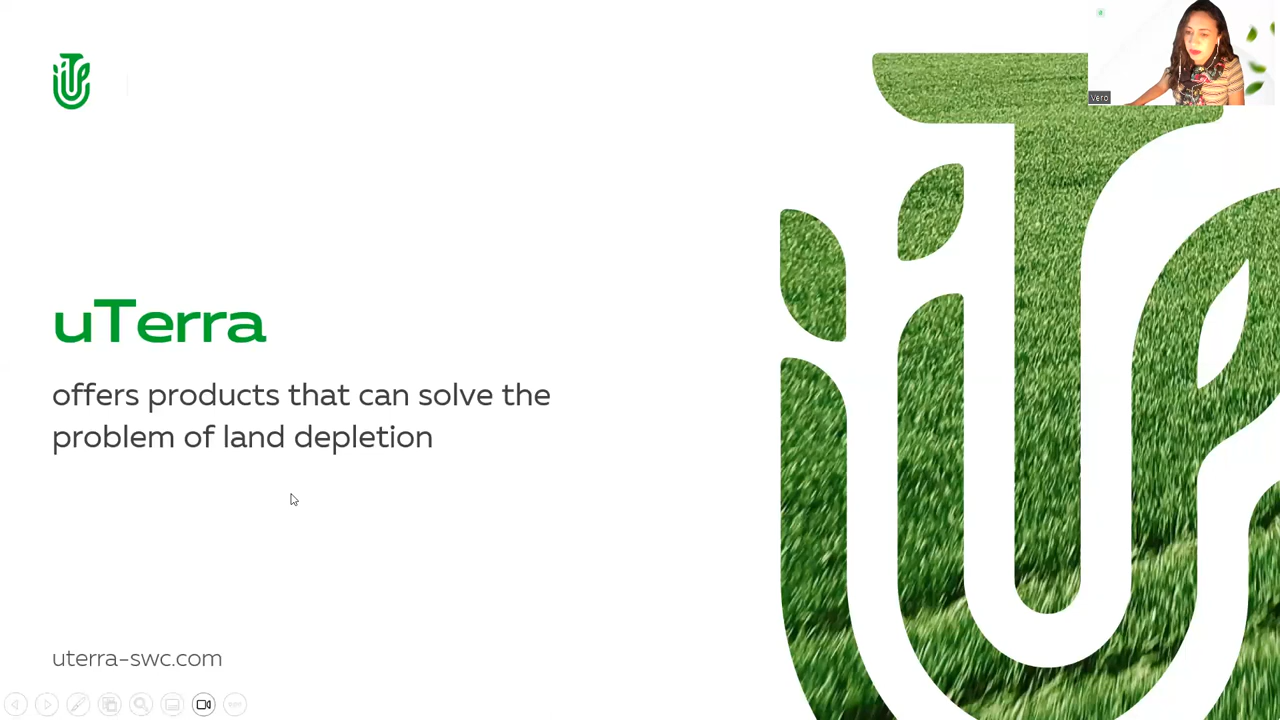 Vero
uTerra
offers products that can solve the
problem of land depletion
uterra-swc.com